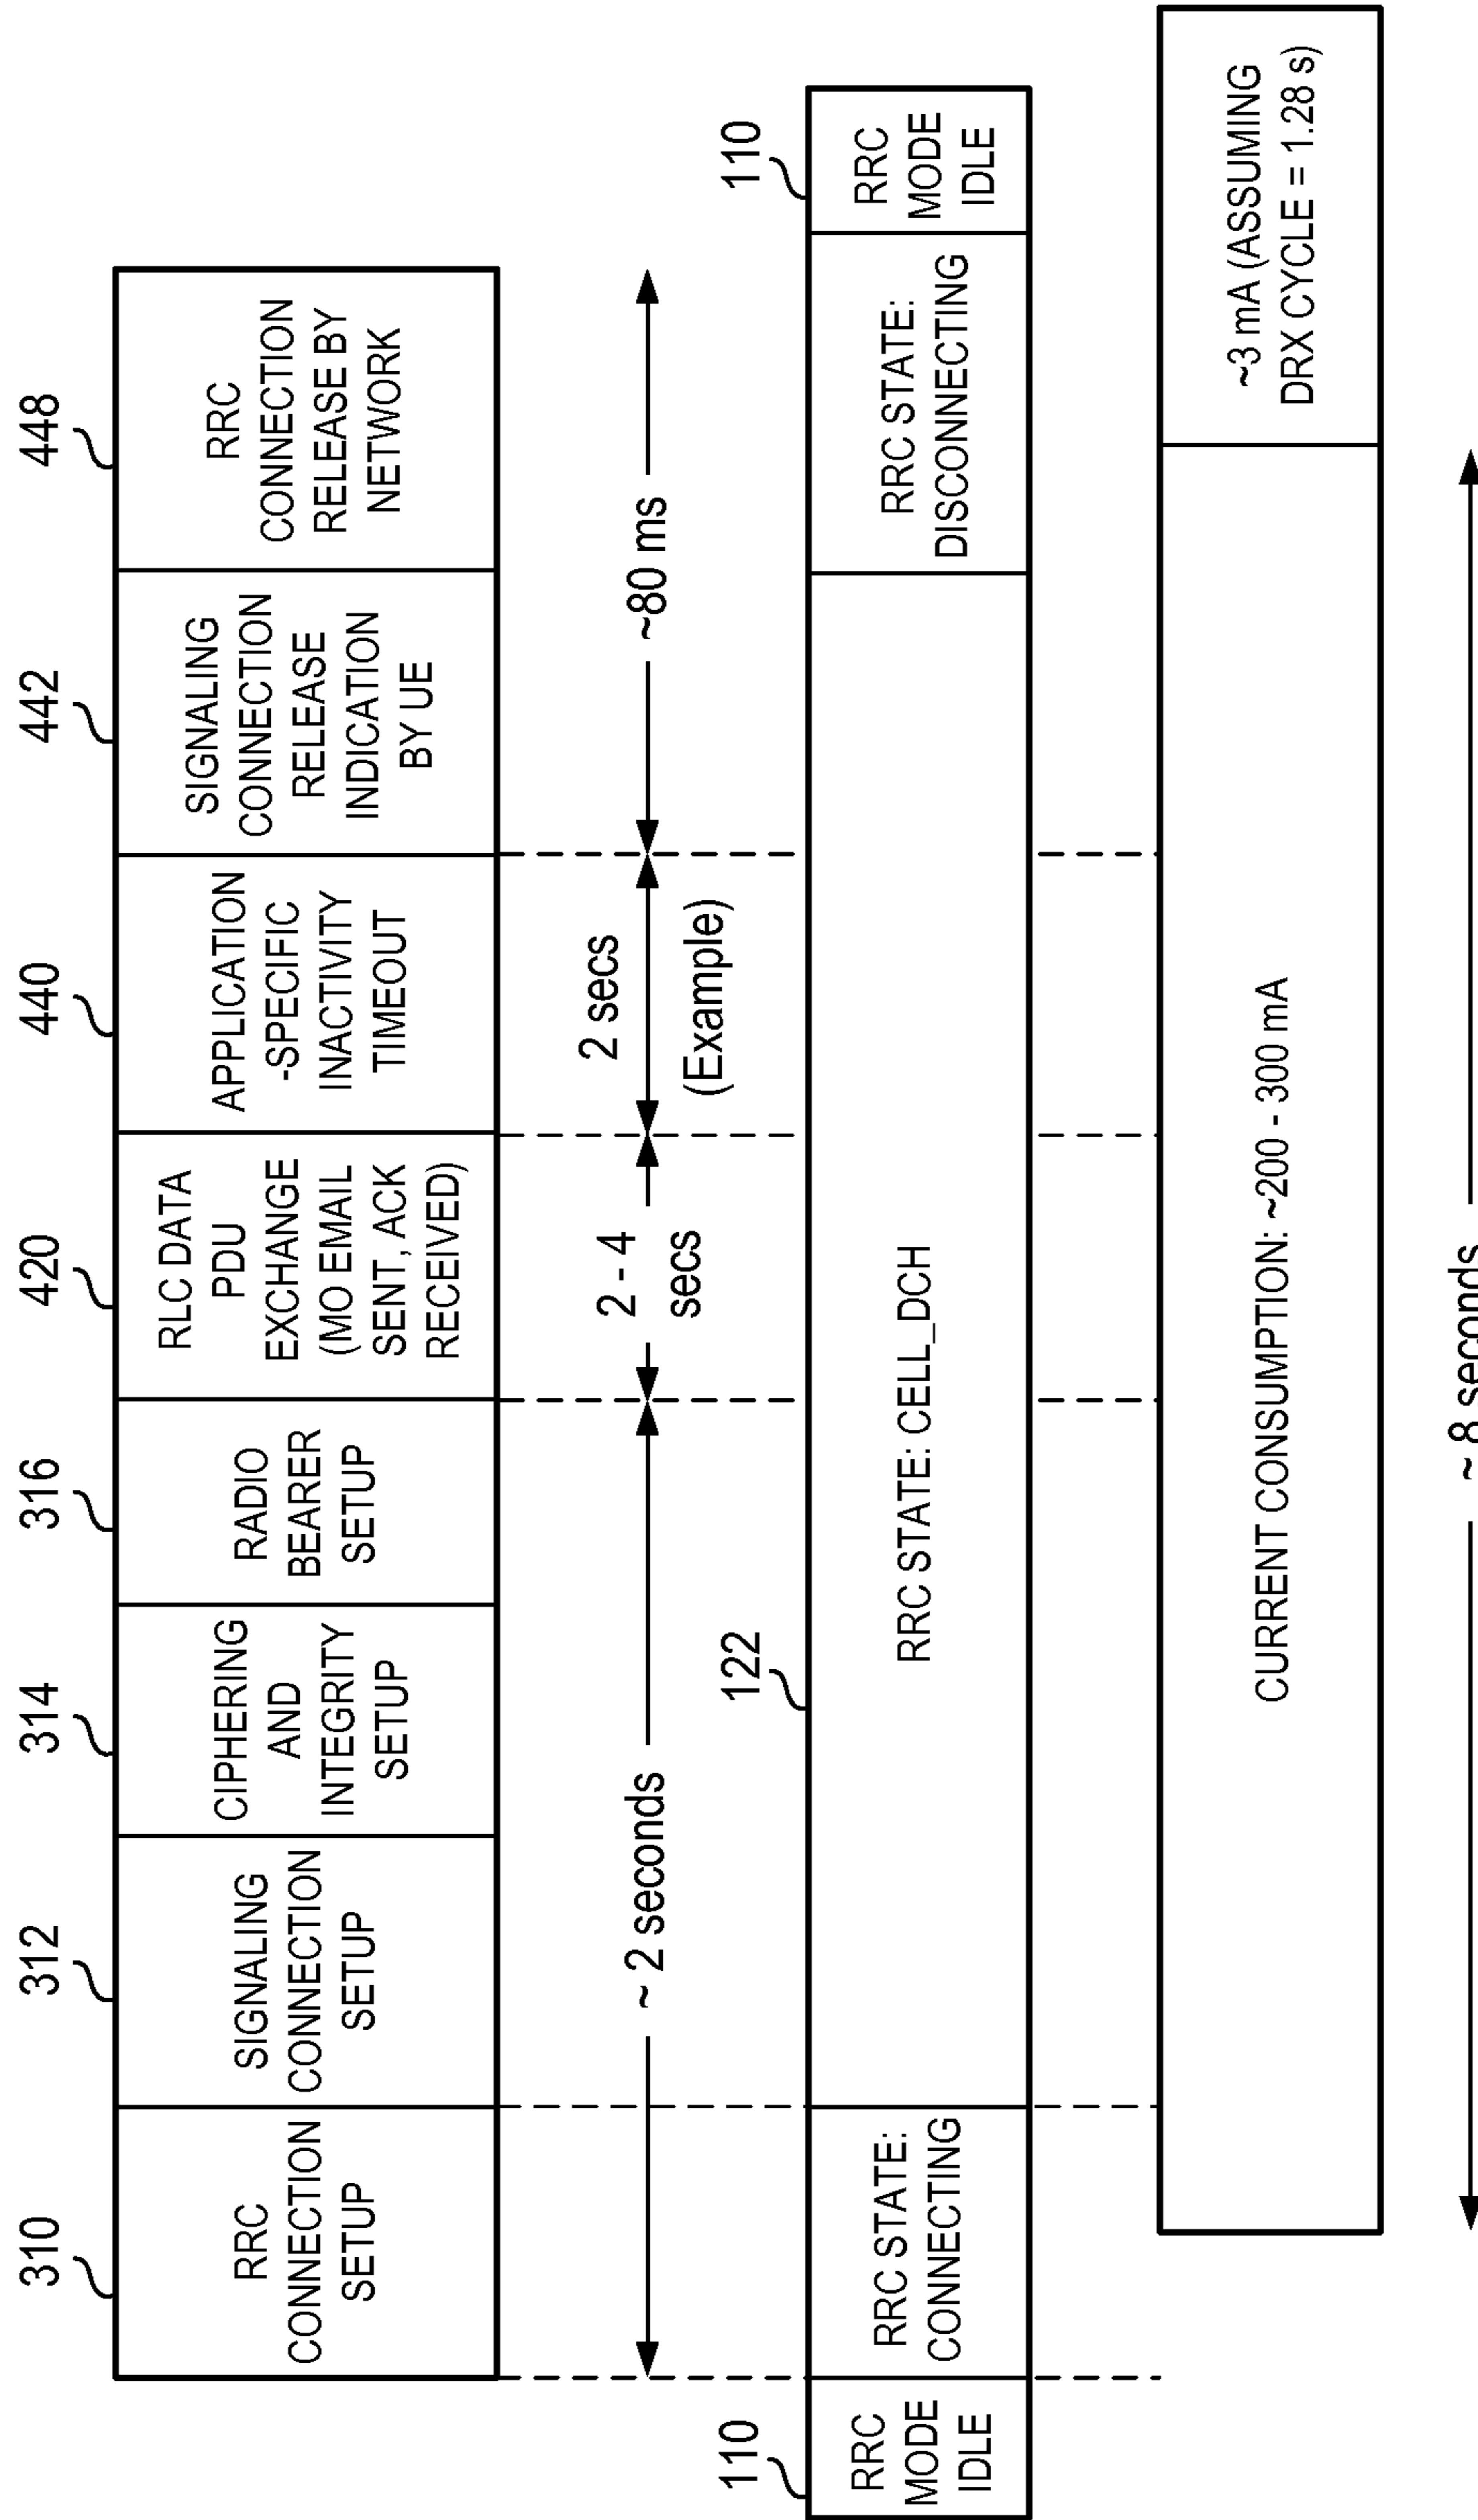 310
312
314
316
420
440
442
448
RRC
CONNECTION
SETUP
SIGNALING
CONNECTION
SETUP
CIPHERING
AND
INTEGRITY
SETUP
RADIO
BEARER
SETUP
RLC DATA
PDU
EXCHANGE
(MO EMAIL
SENT, ACK
RECEIVED)
APPLICATION
-SPECIFIC
INACTIVITY
TIMEOUT
SIGNALING
CONNECTION
RELEASE
INDICATION
BY UE
RRC
CONNECTION
RELEASE BY
NETWORK
~ 2 seconds
2 - 4
secs
2 secs
(Example)
~80 ms
110
122
110
RRC
MODE
IDLE
RRC STATE:
CONNECTING
RRC STATE: CELL_DCH
RRC STATE:
DISCONNECTING
RRC
MODE
IDLE
CURRENT CONSUMPTION: ~200 - 300 mA
~3 mA (ASSUMING
DRX CYCLE = 1.28 s)
~ 8 seconds